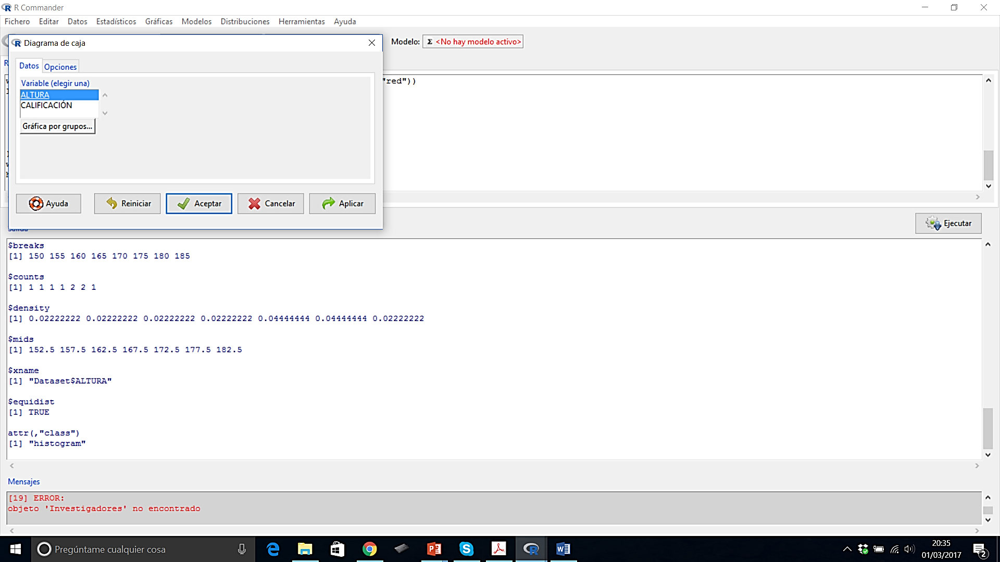 R Commander
Fichero Editar Datos Estadísticos Gráficas Modelos Distribuciones Herramientas Ayuda
Diagrama de caja
Modelo: Σ <No hay modelo activo>
Datos Opciones
Variable (elegir una)
ALTURA
CALIFICACIÓN
Gráfica por grupos...
"red"))
Ayuda Reiniciar Aceptar Cancelar Aplicar
Ejecutar
$breaks
[1] 150 155 160 165 170 175 180 185
$counts
[1] 1 1 1 1 2 2 1
$density
[1] 0.02222222 0.02222222 0.02222222 0.02222222 0.04444444 0.04444444 0.02222222
$mids
[1] 152.5 157.5 162.5 167.5 172.5 177.5 182.5
$xname
[1] "Dataset$ALTURA"
$equidist
[1] TRUE
attr(,"class")
[1] "histogram"
Mensajes
[19] ERROR:
objeto 'Investigadores' no encontrado
Pregúntame cualquier cosa
20:35
01/03/2017
2